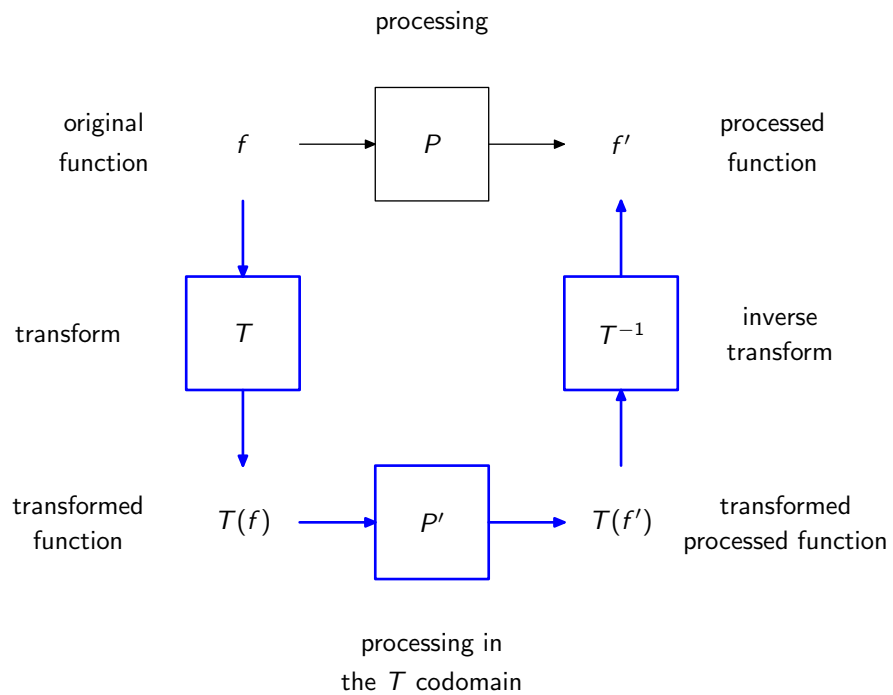 processing
original
function
f
P
f′
processed
function
transform
T
T⁻¹
inverse
transform
transformed
function
T(f)
P′
T(f′)
transformed
processed function
processing in
the T codomain